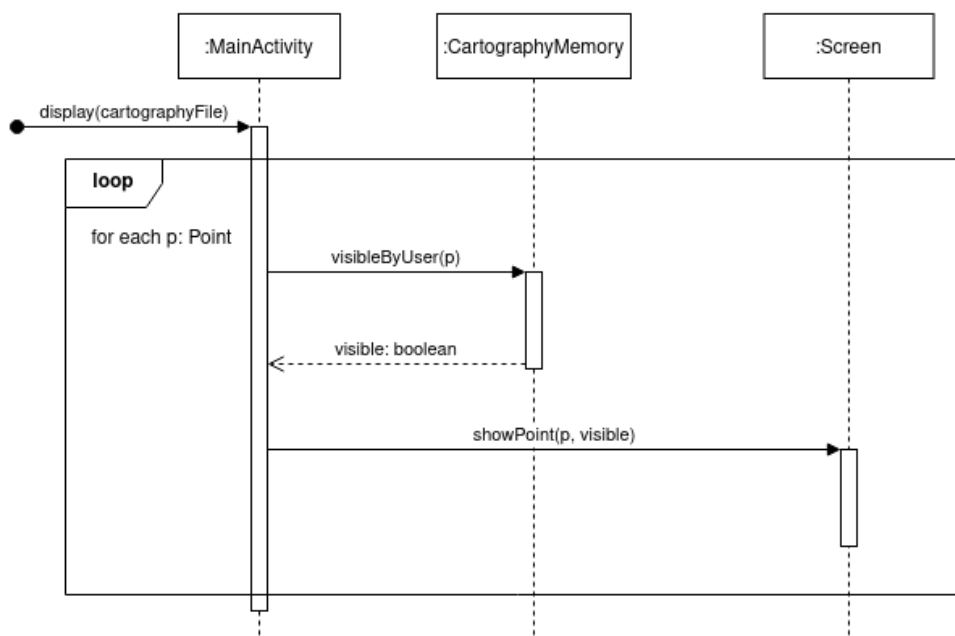 :MainActivity
:CartographyMemory
:Screen
display(cartographyFile)
loop
for each p: Point
visibleByUser(p)
visible: boolean
showPoint(p, visible)